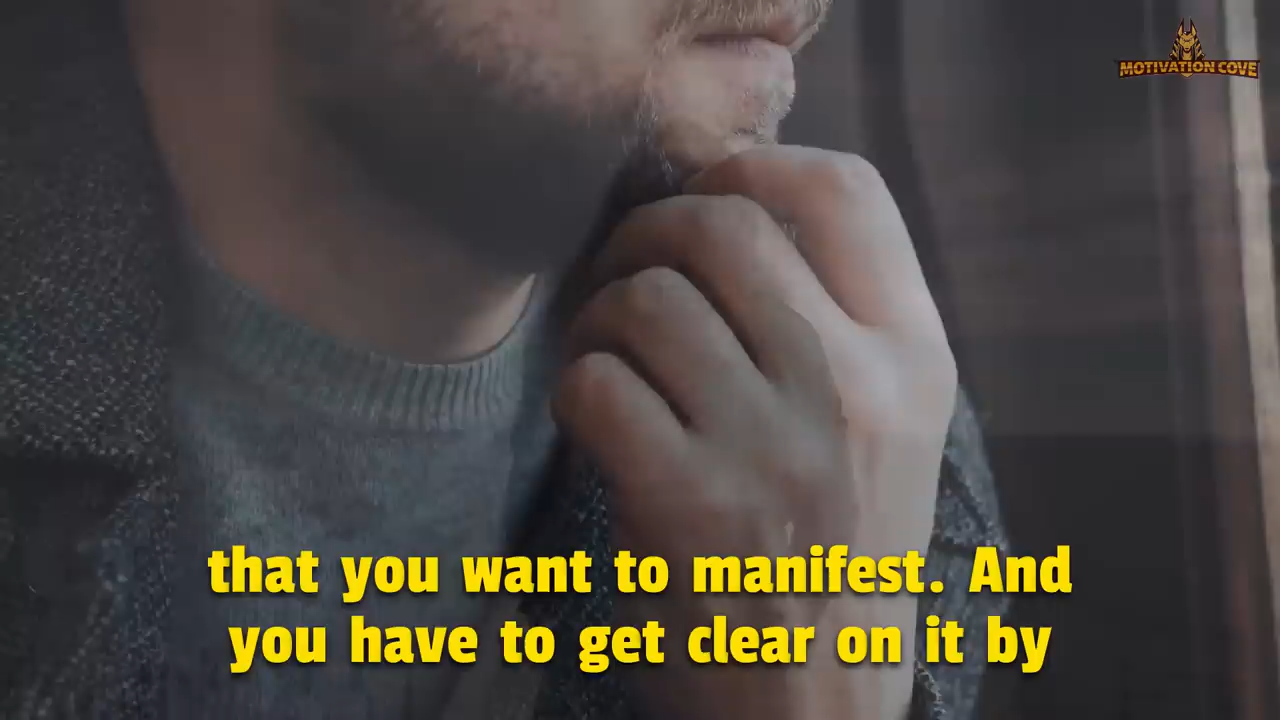 MOTIVATION COVE
that you want to manifest. And
you have to get clear on it by